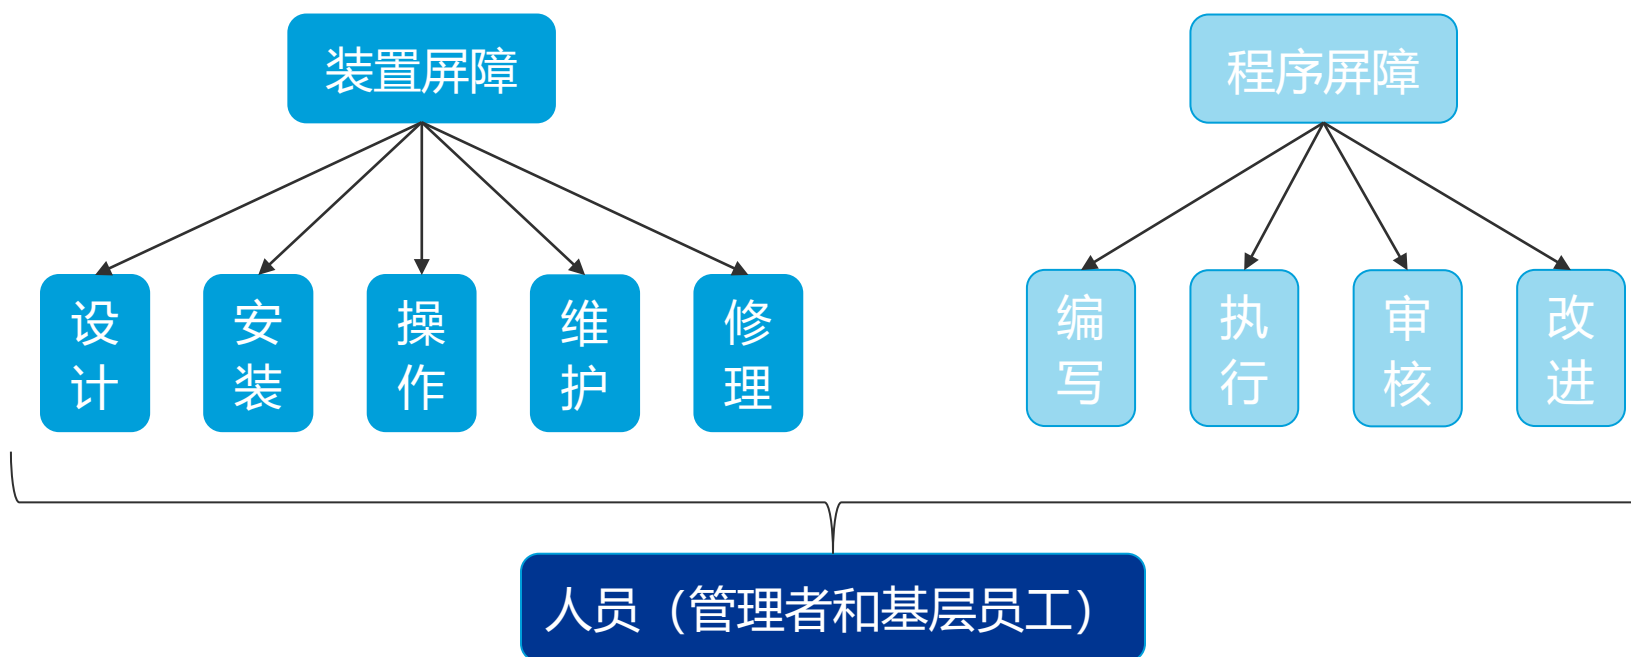 装置屏障
程序屏障
设计
安装
操作
维护
修理
编写
执行
审核
改进
人员（管理者和基层员工）